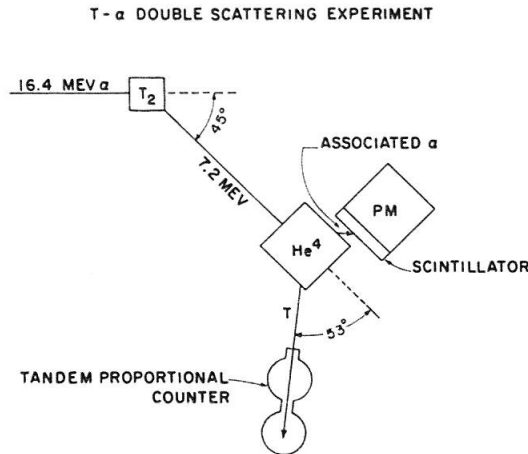 T-α DOUBLE SCATTERING EXPERIMENT
16.4 MEV α
T₂
45°
7.2 MEV
ASSOCIATED α
PM
He⁴
SCINTILLATOR
T
53°
TANDEM PROPORTIONAL
COUNTER